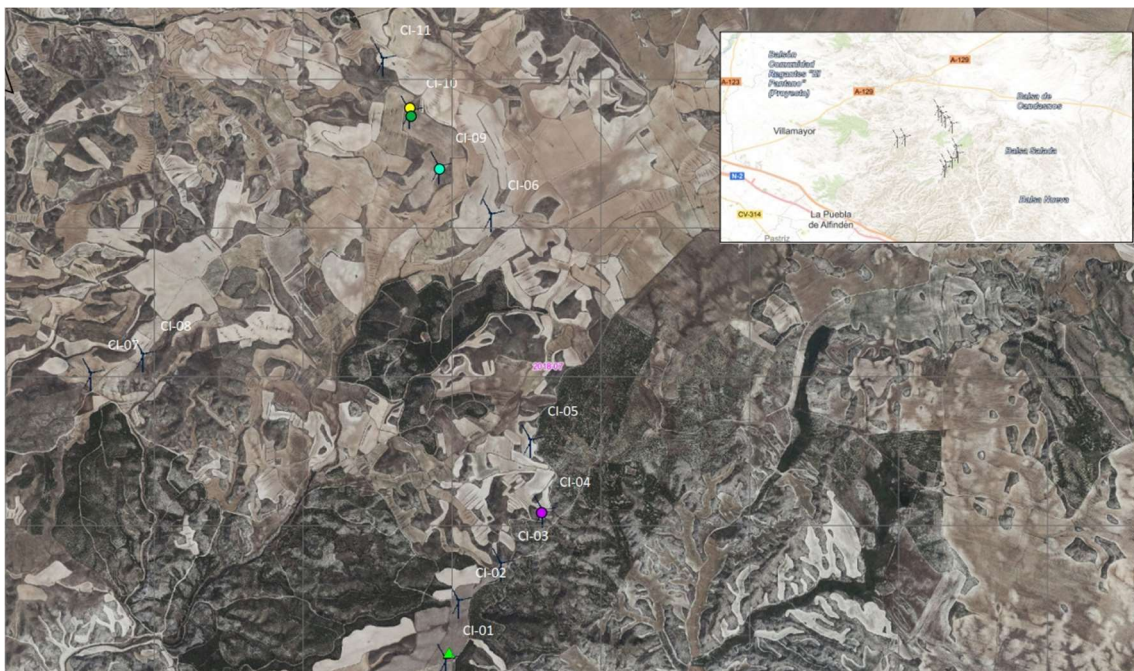 CI-11
CI-10
CI-09
CI-06
CI-08
CI-07
CI-05
CI-04
CI-03
CI-02
CI-01
Balsón
Comunidad
Regantes "El
Pantano"
(Proyecto)
A-129
A-123
A-129
Balsa de
Candasnos
Villamayor
Balsa Salada
N-2
Balsa Nueva
CV-314
La Puebla
de Alfindén
Pastriz